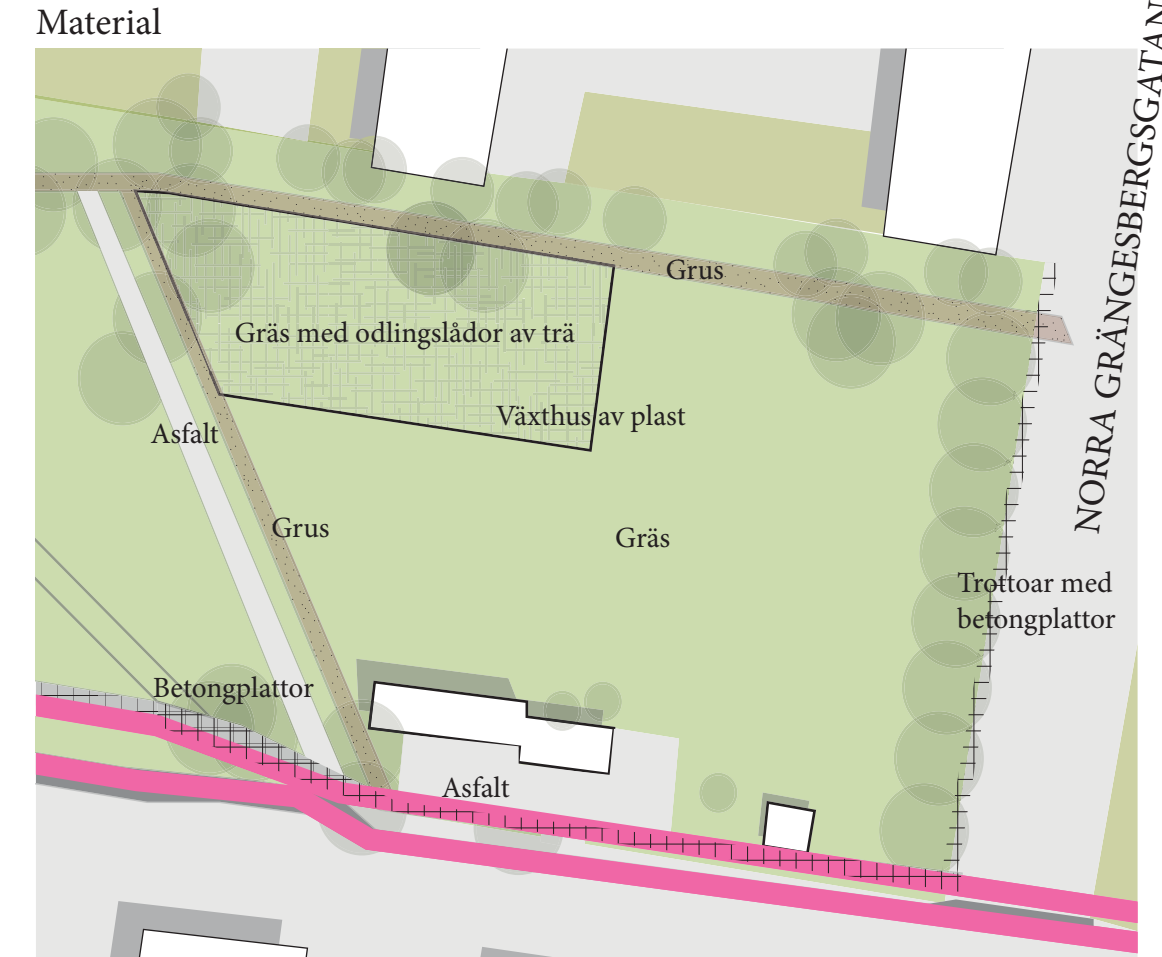 Material
NORRA GRÄNGESBERGSGATAN
Grus
Gräs med odlingslådor av trä
Växthus av plast
Asfalt
Grus
Gräs
Trottoar med
betongplattor
Betongplattor
Asfalt